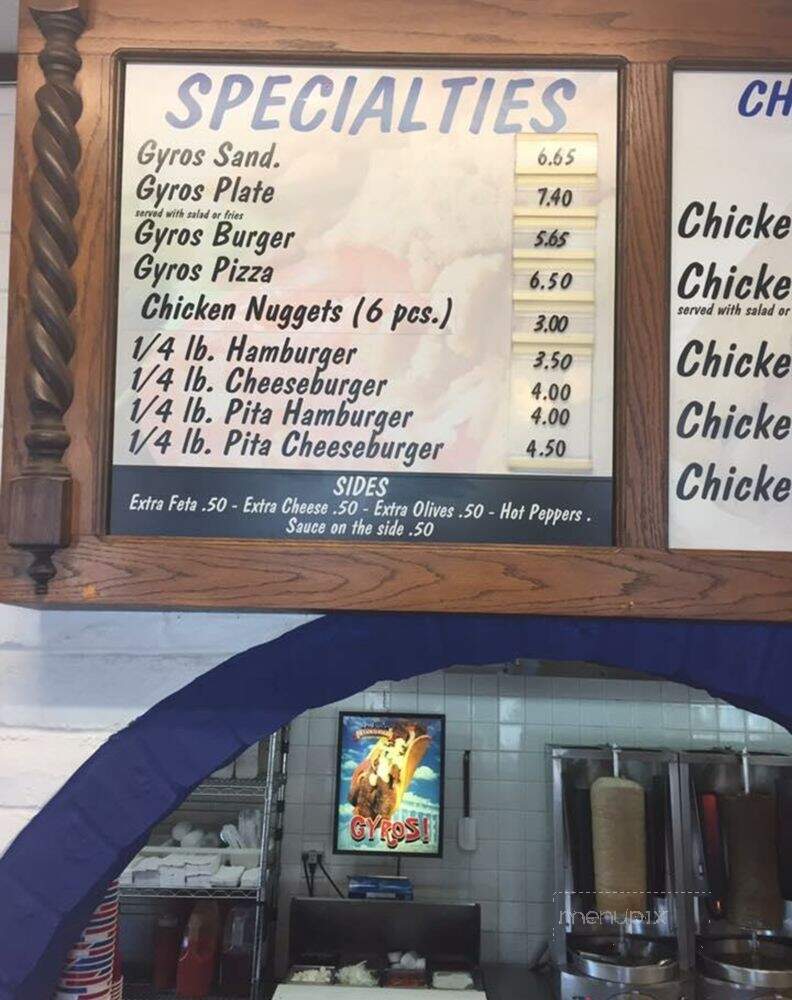 SPECIALTIES
Gyros Sand. 6.65
Gyros Plate 7.40
served with salad or fries
Gyros Burger 5.65
Gyros Pizza 6.50
Chicken Nuggets (6 pcs.) 3.00
1/4 lb. Hamburger 3.50
1/4 lb. Cheeseburger 4.00
1/4 lb. Pita Hamburger 4.00
1/4 lb. Pita Cheeseburger 4.50
SIDES
Extra Feta .50 - Extra Cheese .50 - Extra Olives .50 - Hot Peppers .
Sauce on the side .50
CH
Chicke
Chicke
served with salad or
Chicke
Chicke
Chicke
GYROS!
menupix